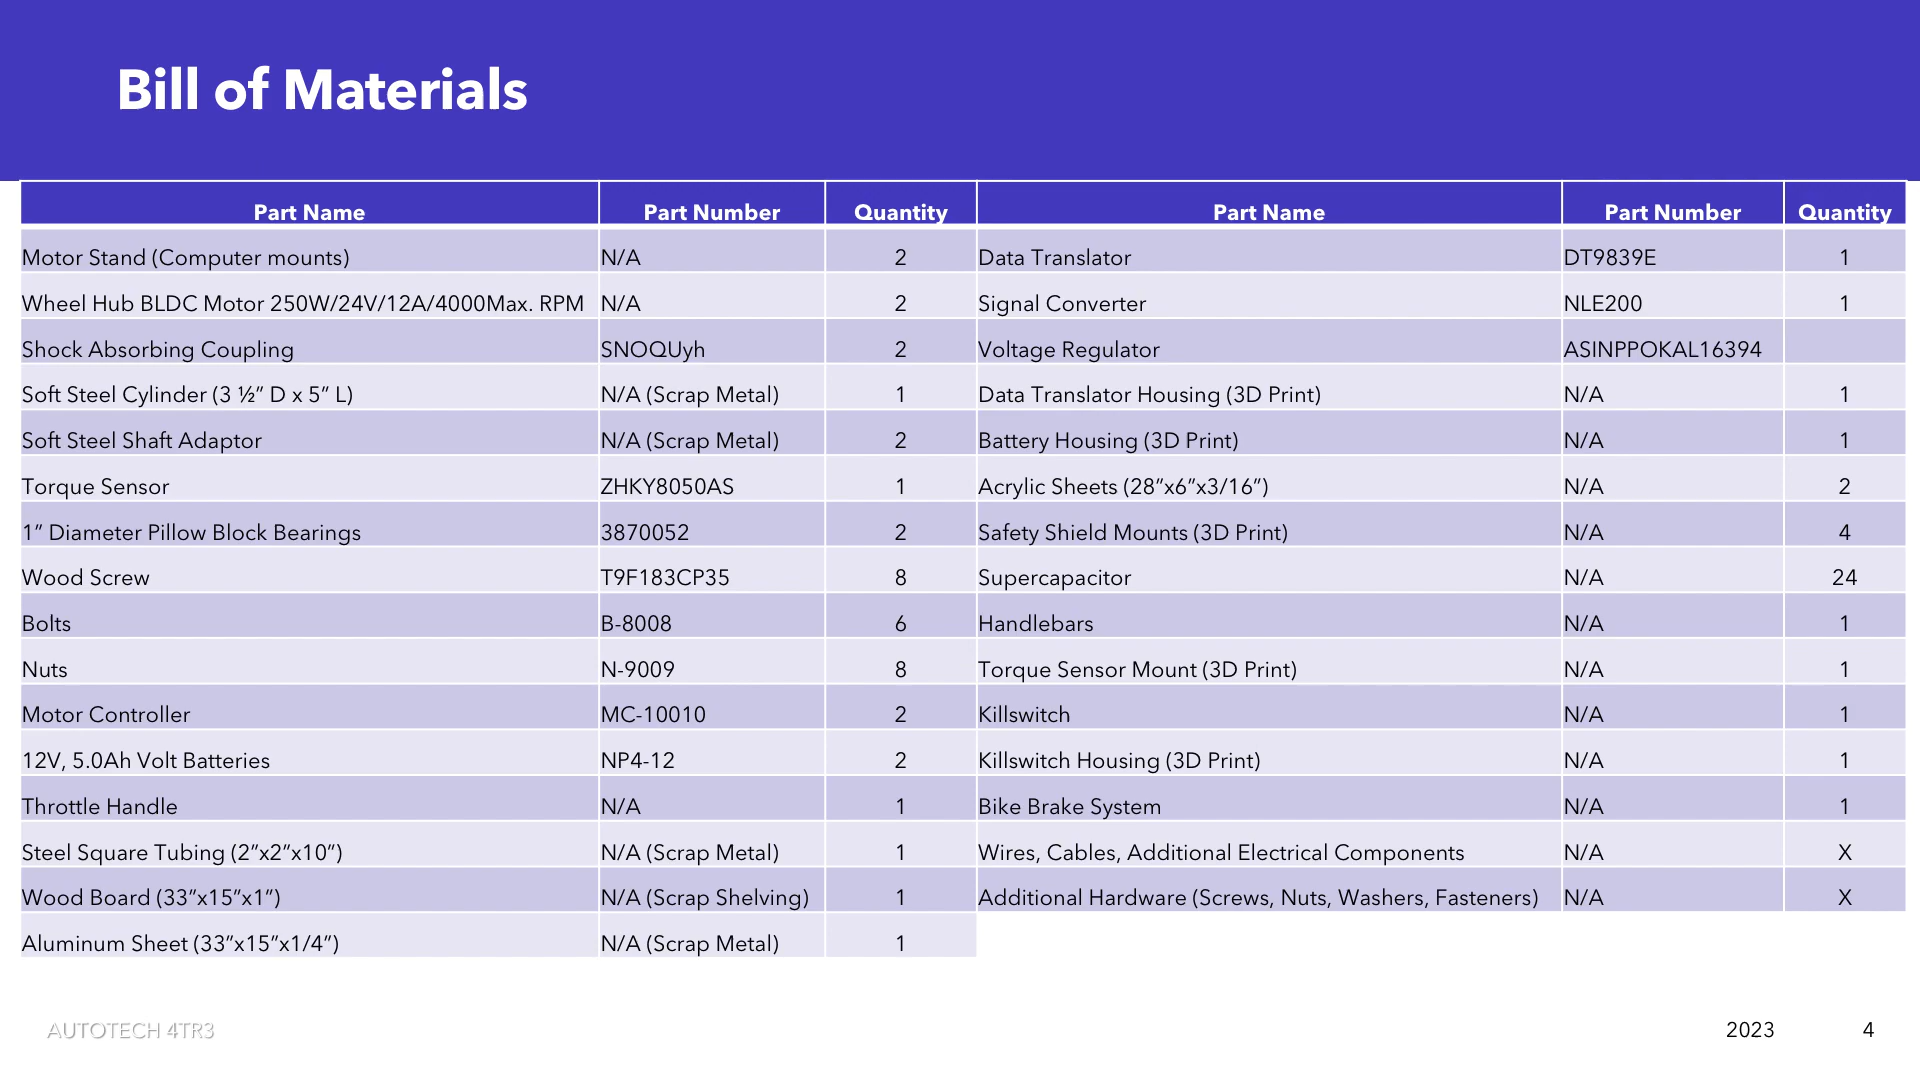 Bill of Materials
Part Name Part Number Quantity Part Name Part Number Quantity
Motor Stand (Computer mounts) N/A 2 Data Translator DT9839E 1
Wheel Hub BLDC Motor 250W/24V/12A/4000Max. RPM N/A 2 Signal Converter NLE200 1
Shock Absorbing Coupling SNOQUyh 2 Voltage Regulator ASINPPOKAL16394
Soft Steel Cylinder (3 ½” D x 5” L) N/A (Scrap Metal) 1 Data Translator Housing (3D Print) N/A 1
Soft Steel Shaft Adaptor N/A (Scrap Metal) 2 Battery Housing (3D Print) N/A 1
Torque Sensor ZHKY8050AS 1 Acrylic Sheets (28”x6”x3/16”) N/A 2
1” Diameter Pillow Block Bearings 3870052 2 Safety Shield Mounts (3D Print) N/A 4
Wood Screw T9F183CP35 8 Supercapacitor N/A 24
Bolts B-8008 6 Handlebars N/A 1
Nuts N-9009 8 Torque Sensor Mount (3D Print) N/A 1
Motor Controller MC-10010 2 Killswitch N/A 1
12V, 5.0Ah Volt Batteries NP4-12 2 Killswitch Housing (3D Print) N/A 1
Throttle Handle N/A 1 Bike Brake System N/A 1
Steel Square Tubing (2”x2”x10”) N/A (Scrap Metal) 1 Wires, Cables, Additional Electrical Components N/A X
Wood Board (33”x15”x1”) N/A (Scrap Shelving) 1 Additional Hardware (Screws, Nuts, Washers, Fasteners) N/A X
Aluminum Sheet (33”x15”x1/4”) N/A (Scrap Metal) 1
AUTOTECH 4TR3 2023 4